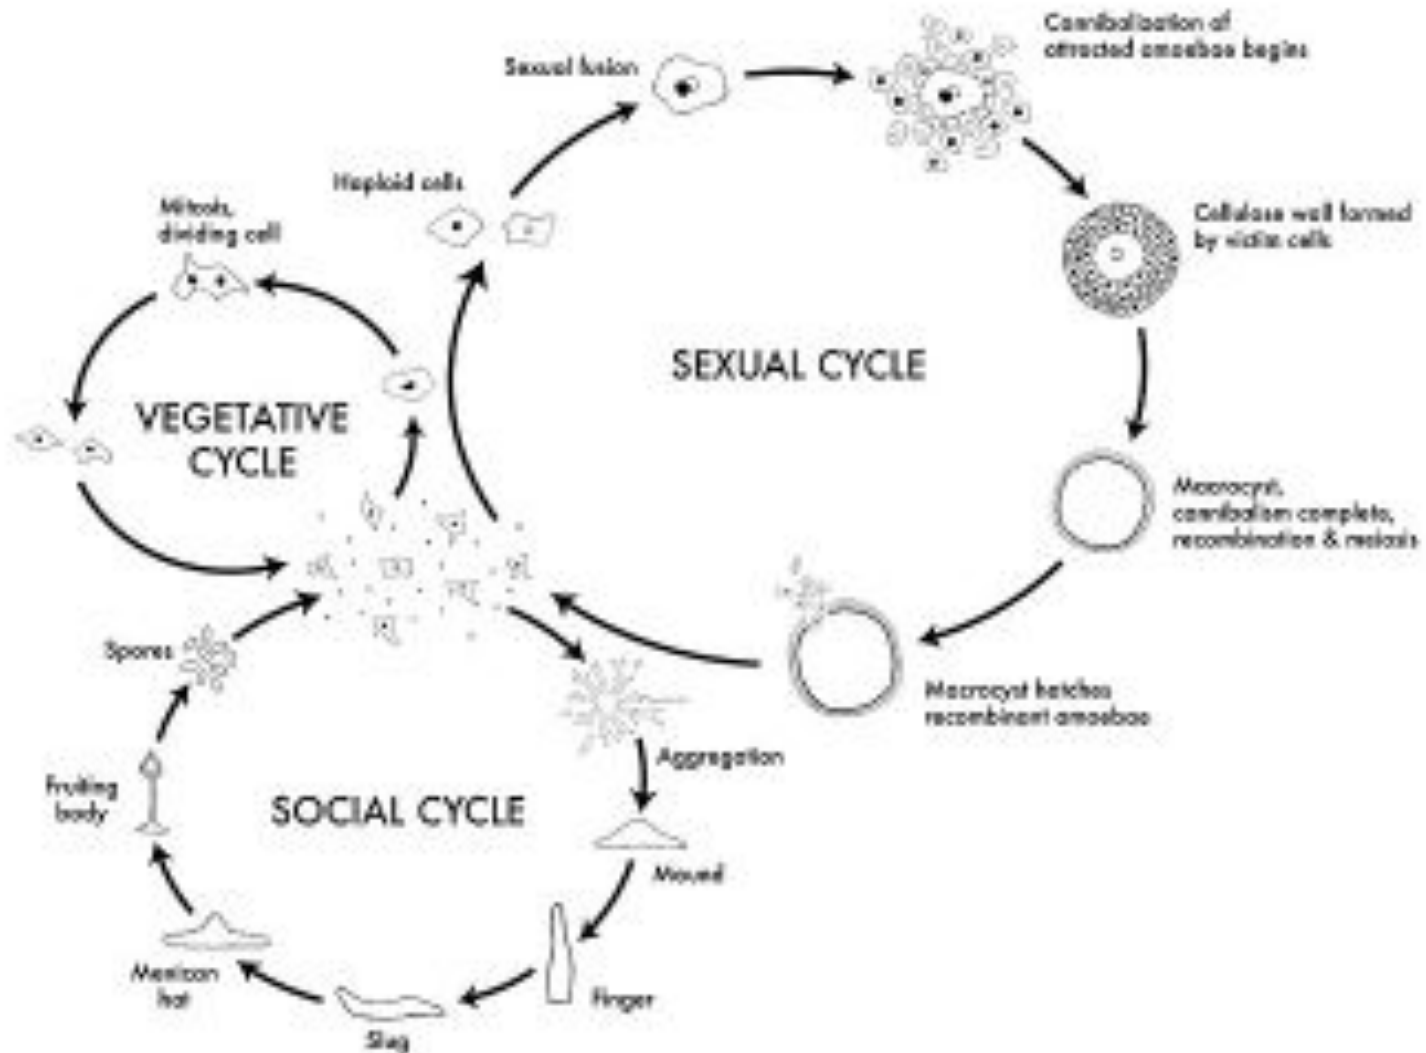 Cannibalization of
attracted amoebae begins
Sexual fusion
Haploid cells
Mitosis,
dividing cell
Cellulose wall formed
by victim cells
SEXUAL CYCLE
VEGETATIVE
CYCLE
Macrocyst,
cannibalism complete,
recombination & meiosis
Spores
Macrocyst hatches
recombinant amoebae
Aggregation
Fruiting
body
SOCIAL CYCLE
Mound
Mexican
hat
Finger
Slug